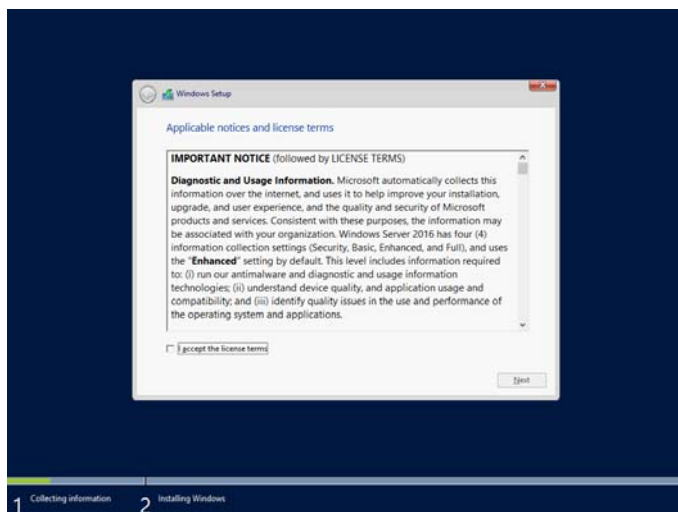 Windows Setup
Applicable notices and license terms
IMPORTANT NOTICE (followed by LICENSE TERMS)
Diagnostic and Usage Information. Microsoft automatically collects this
information over the internet, and uses it to help improve your installation,
upgrade, and user experience, and the quality and security of Microsoft
products and services. Consistent with these purposes, the information may
be associated with your organization. Windows Server 2016 has four (4)
information collection settings (Security, Basic, Enhanced, and Full), and uses
the "Enhanced" setting by default. This level includes information required
to: (i) run our antimalware and diagnostic and usage information
technologies; (ii) understand device quality, and application usage and
compatibility; and (iii) identify quality issues in the use and performance of
the operating system and applications.
I accept the license terms
Next
1 Collecting information 2 Installing Windows